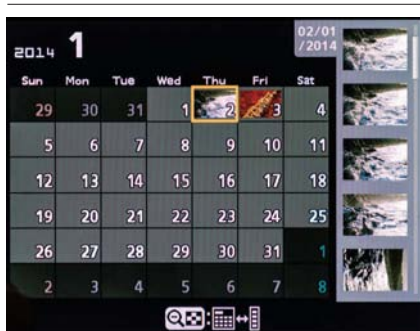 2014 1
02/01
/2014
Sun Mon Tue Wed Thu Fri Sat
29 30 31 1 2 3 4
5 6 7 8 9 10 11
12 13 14 15 16 17 18
19 20 21 22 23 24 25
26 27 28 29 30 31 1
2 3 4 5 6 7 8